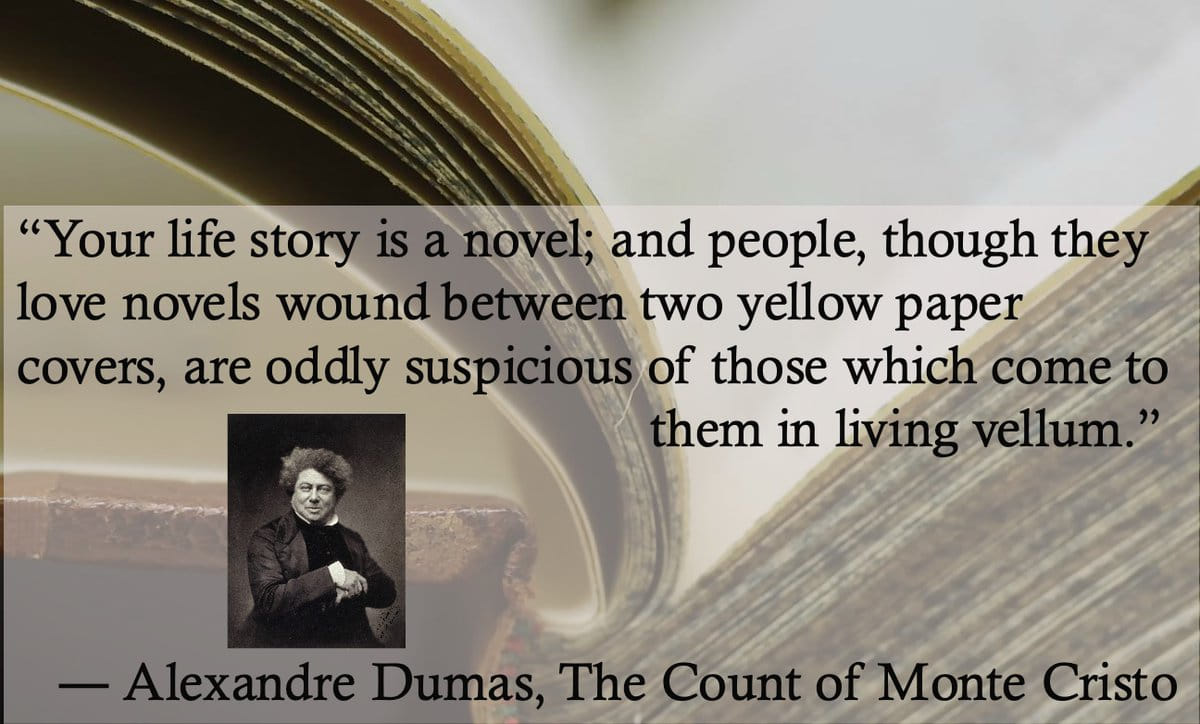 “Your life story is a novel; and people, though they
love novels wound between two yellow paper
covers, are oddly suspicious of those which come to
them in living vellum.”
— Alexandre Dumas, The Count of Monte Cristo